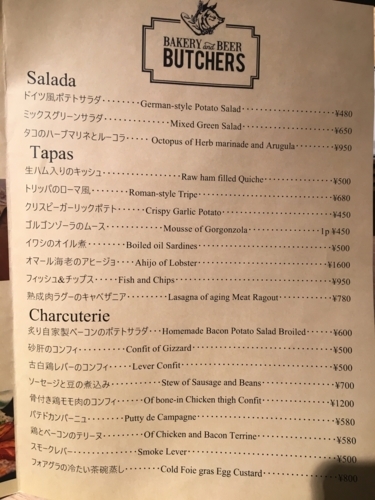 BAKERY and BEER
BUTCHERS
Salada
ドイツ風ポテトサラダ・・・・・・・・German-style Potato Salad・・・・・・・・¥480
ミックスグリーンサラダ・・・・・・・・Mixed Green Salad・・・・・・・・¥650
タコのハーブマリネとルーコラ・・・・・Octopus of Herb marinade and Arugula・・・・・・・・¥950
Tapas
生ハム入りのキッシュ・・・・・・・・Raw ham filled Quiche・・・・・・・・¥500
トリッパのローマ風・・・・・・・・Roman-style Tripe・・・・・・・・¥680
クリスピーガーリックポテト・・・・・Crispy Garlic Potato・・・・・・・・¥450
ゴルゴンゾーラのムース・・・・・・・・Mousse of Gorgonzola・・・・・・・・1p ¥450
イワシのオイル煮・・・・・・・・Boiled oil Sardines・・・・・・・・¥500
オマール海老のアヒージョ・・・・Ahijo of Lobster・・・・・・・・¥1600
フィッシュ&チップス・・・・・Fish and Chips・・・・・・・・¥950
熟成肉ラグーのキャベザニア・・・・・・・・Lasagna of aging Meat Ragout・・・・・・・・¥780
Charcuterie
炙り自家製ベーコンのポテトサラダ・・・Homemade Bacon Potato Salad Broiled・・・・・¥600
砂肝のコンフィ・・・・・・・・Confit of Gizzard・・・・・・・・¥500
古白鶏レバーのコンフィ・・・・・Lever Confit・・・・・・・・¥500
ソーセージと豆の煮込み・・・・・・・・Stew of Sausage and Beans・・・・・・・・¥700
骨付き鶏モモ肉のコンフィ・・・・・Of bone-in Chicken thigh Confit・・・・・・・・¥1200
パテドカンパーニュ・・・・・・・・Putty de Campagne・・・・・・・・¥580
鶏とベーコンのテリーヌ・・・・・・・・Of Chicken and Bacon Terrine・・・・・・・・¥580
スモークレバー・・・・・・・・Smoke Lever・・・・・・・・¥500
フォアグラの冷たい茶碗蒸し・・・・・・・・Cold Foie gras Egg Custard・・・・・・・・¥800